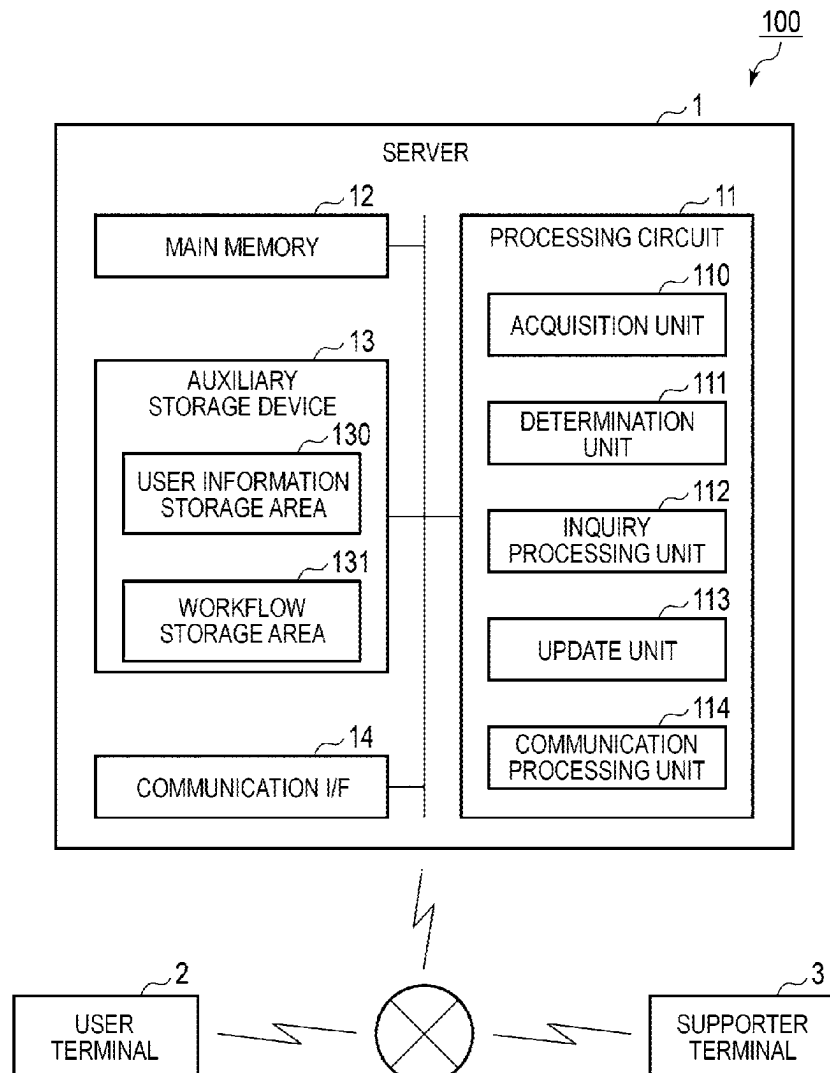 100
1
SERVER
12
MAIN MEMORY
13
AUXILIARY
STORAGE DEVICE
130
USER INFORMATION
STORAGE AREA
131
WORKFLOW
STORAGE AREA
14
COMMUNICATION I/F
11
PROCESSING CIRCUIT
110
ACQUISITION UNIT
111
DETERMINATION
UNIT
112
INQUIRY
PROCESSING UNIT
113
UPDATE UNIT
114
COMMUNICATION
PROCESSING UNIT
2
USER
TERMINAL
3
SUPPORTER
TERMINAL